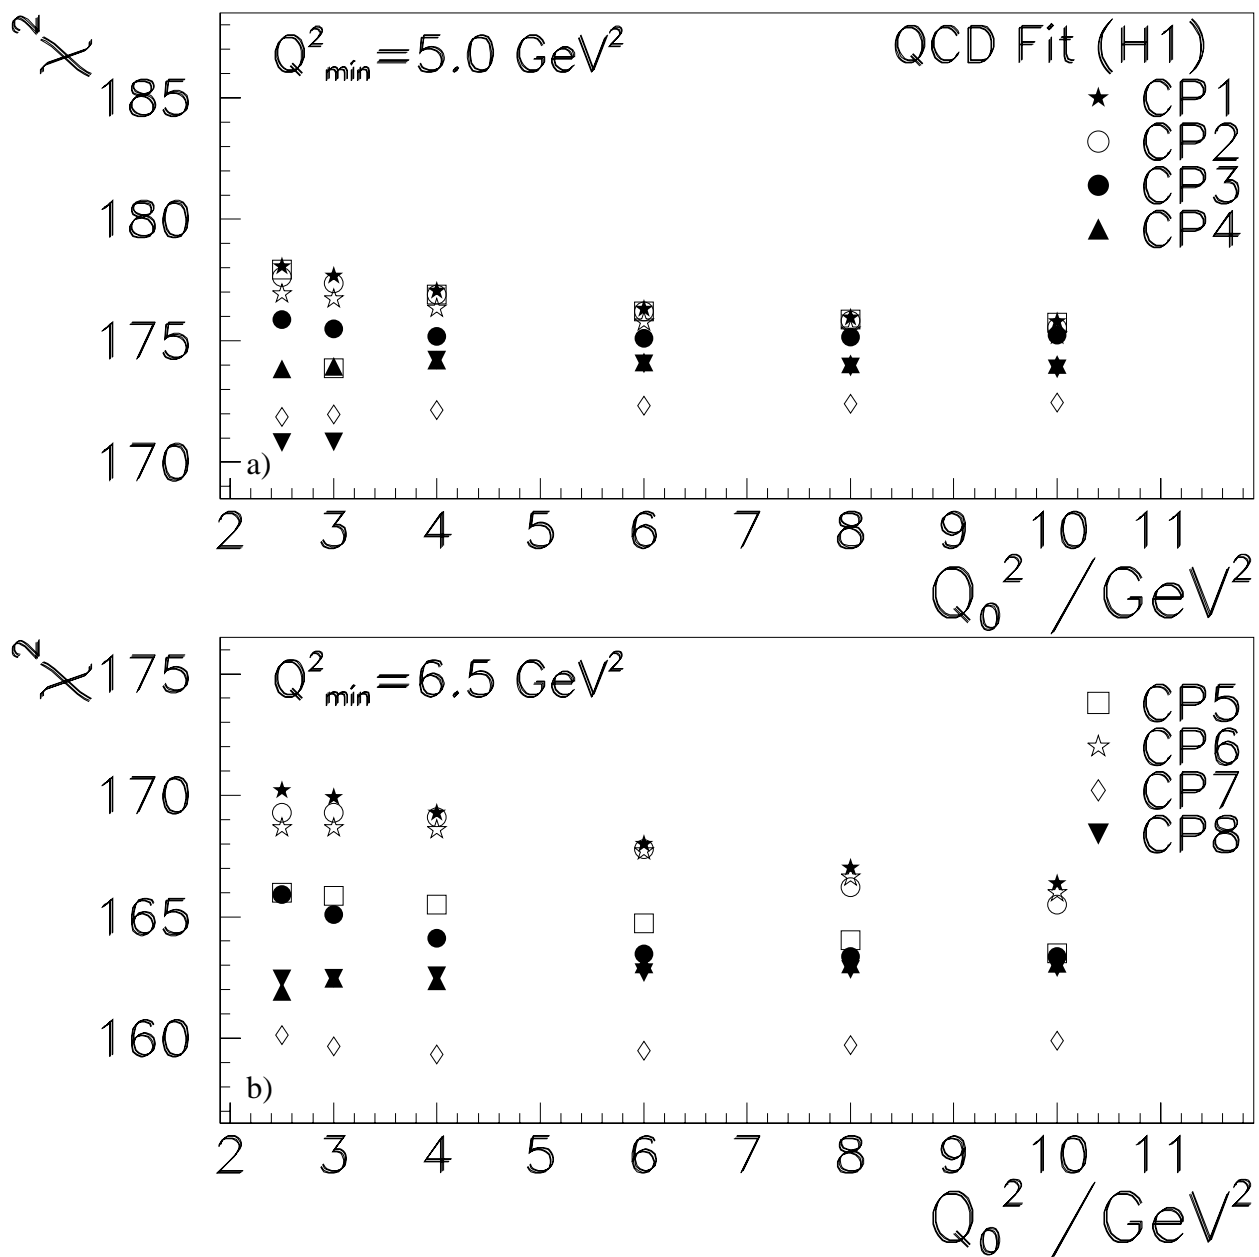 χ²
Q²min=5.0 GeV²
QCD Fit (H1)
185
CP1
CP2
CP3
180
CP4
175
170
a)
2 3 4 5 6 7 8 9 10 11
Q₀² /GeV²
χ²
175
Q²min=6.5 GeV²
CP5
CP6
170
CP7
CP8
165
160
b)
2 3 4 5 6 7 8 9 10 11
Q₀² /GeV²